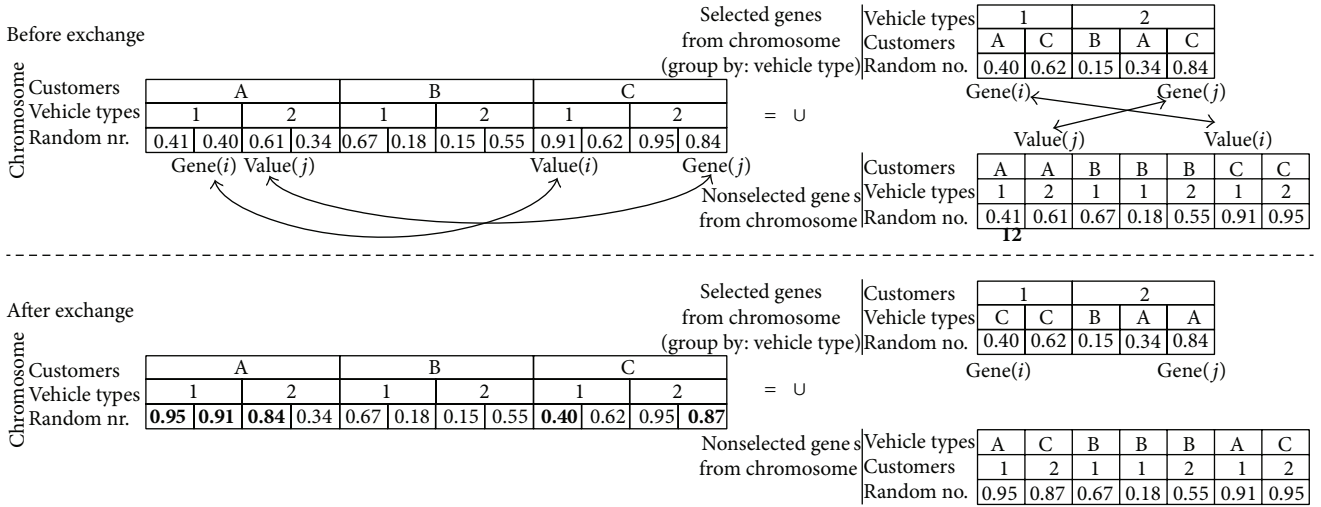 Before exchange
Chromosome
Customers A B C
Vehicle types 1 2 1 2 1 2
Random nr. 0.41 0.40 0.61 0.34 0.67 0.18 0.15 0.55 0.91 0.62 0.95 0.84
Gene(i) Value(j) Value(i) Gene(j)
= ∪
Selected genes
from chromosome
(group by: vehicle type)
Vehicle types 1 2
Customers A C B A C
Random no. 0.40 0.62 0.15 0.34 0.84
Gene(i) Gene(j)
Value(j) Value(i)
Nonselected genes
from chromosome
Customers A A B B B C C
Vehicle types 1 2 1 1 2 1 2
Random no. 0.41 0.61 0.67 0.18 0.55 0.91 0.95
12
After exchange
Chromosome
Customers A B C
Vehicle types 1 2 1 2 1 2
Random nr. 0.95 0.91 0.84 0.34 0.67 0.18 0.15 0.55 0.40 0.62 0.95 0.87
= ∪
Selected genes
from chromosome
(group by: vehicle type)
Customers 1 2
Vehicle types C C B A A
Random no. 0.40 0.62 0.15 0.34 0.84
Gene(i) Gene(j)
Nonselected genes
from chromosome
Vehicle types A C B B B A C
Customers 1 2 1 1 2 1 2
Random no. 0.95 0.87 0.67 0.18 0.55 0.91 0.95